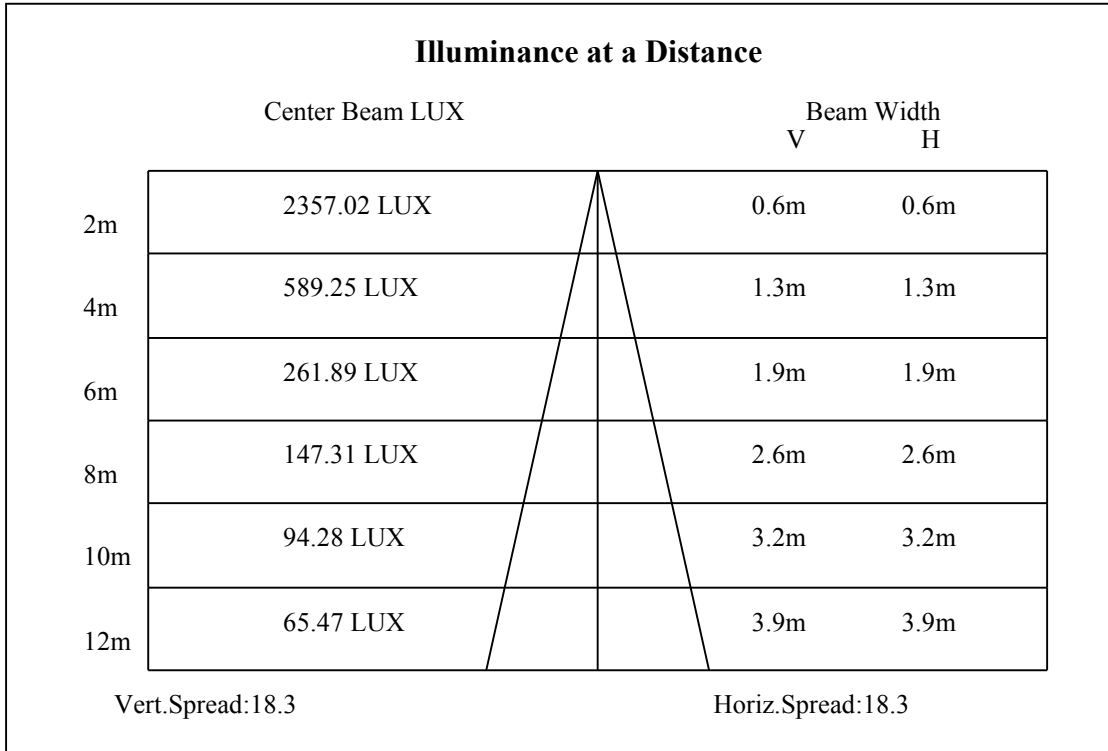 Illuminance at a Distance
Center Beam LUX Beam Width
V H
2m 2357.02 LUX 0.6m 0.6m
4m 589.25 LUX 1.3m 1.3m
6m 261.89 LUX 1.9m 1.9m
8m 147.31 LUX 2.6m 2.6m
10m 94.28 LUX 3.2m 3.2m
12m 65.47 LUX 3.9m 3.9m
Vert.Spread:18.3 Horiz.Spread:18.3